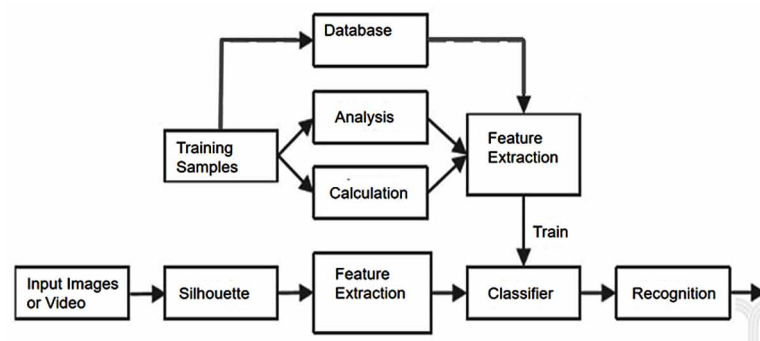 Database
Analysis
Training
Samples
Feature
Extraction
Calculation
Train
Input Images
or Video
Silhouette
Feature
Extraction
Classifier
Recognition